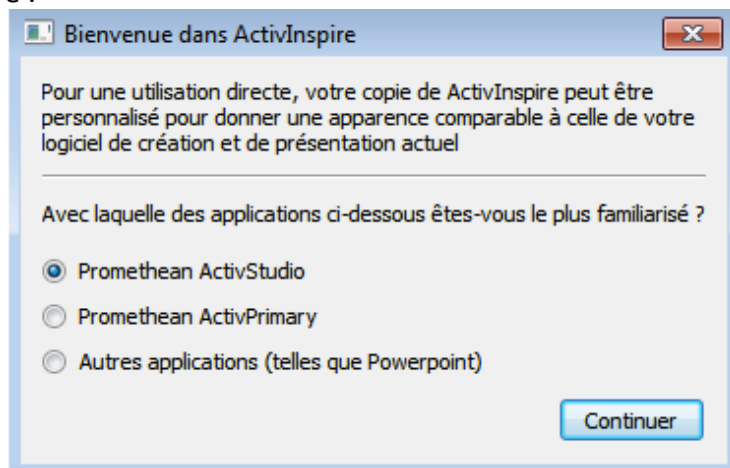 Bienvenue dans ActivInspire
Pour une utilisation directe, votre copie de ActivInspire peut être
personnalisé pour donner une apparence comparable à celle de votre
logiciel de création et de présentation actuel
Avec laquelle des applications ci-dessous êtes-vous le plus familiarisé ?
Promethean ActivStudio
Promethean ActivPrimary
Autres applications (telles que Powerpoint)
Continuer